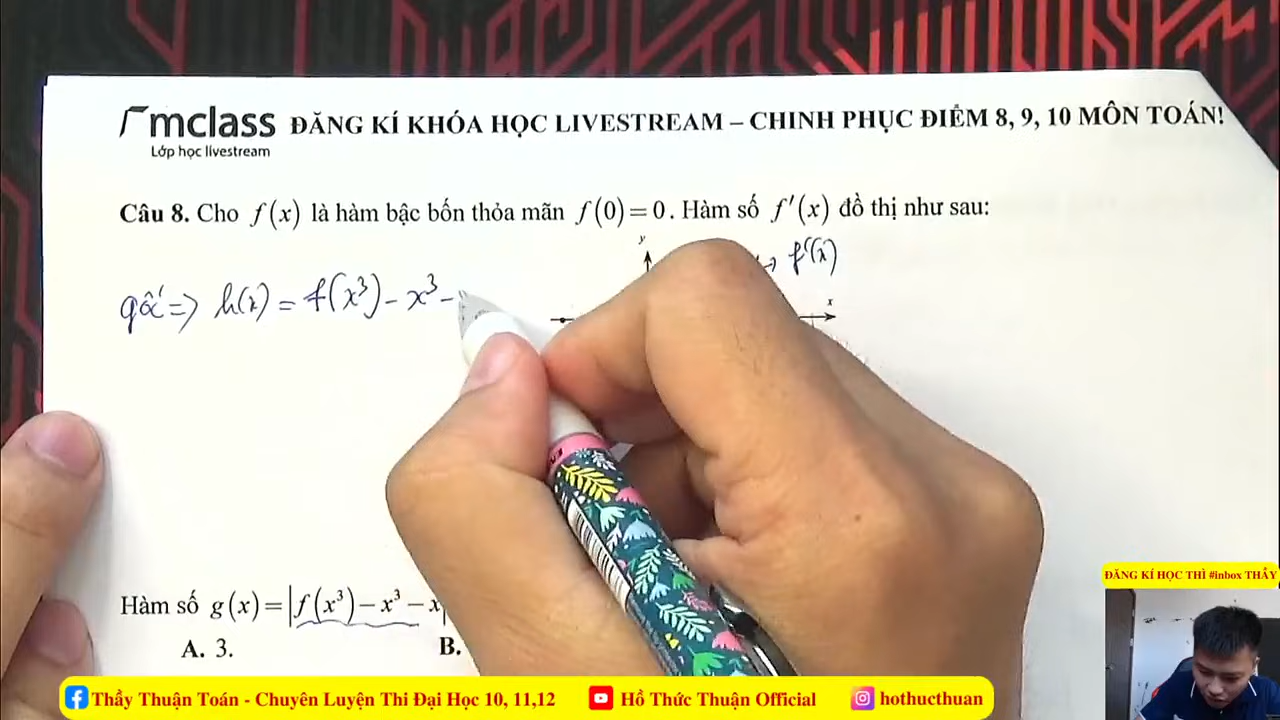 mclass ĐĂNG KÍ KHÓA HỌC LIVESTREAM – CHINH PHỤC ĐIỂM 8, 9, 10 MÔN TOÁN!
Lớp học livestream
Câu 8. Cho f(x) là hàm bậc bốn thỏa mãn f(0)=0. Hàm số f′(x) đồ thị như sau:
y
→ f'(x)
gốc => h(x) = f(x³) - x³ -
x
Hàm số g(x)=|f(x³)−x³−x|
A. 3.
B.
ĐĂNG KÍ HỌC THÌ #inbox THẦY
Thầy Thuận Toán - Chuyên Luyện Thi Đại Học 10, 11,12
Hồ Thức Thuận Official
hothucthuan